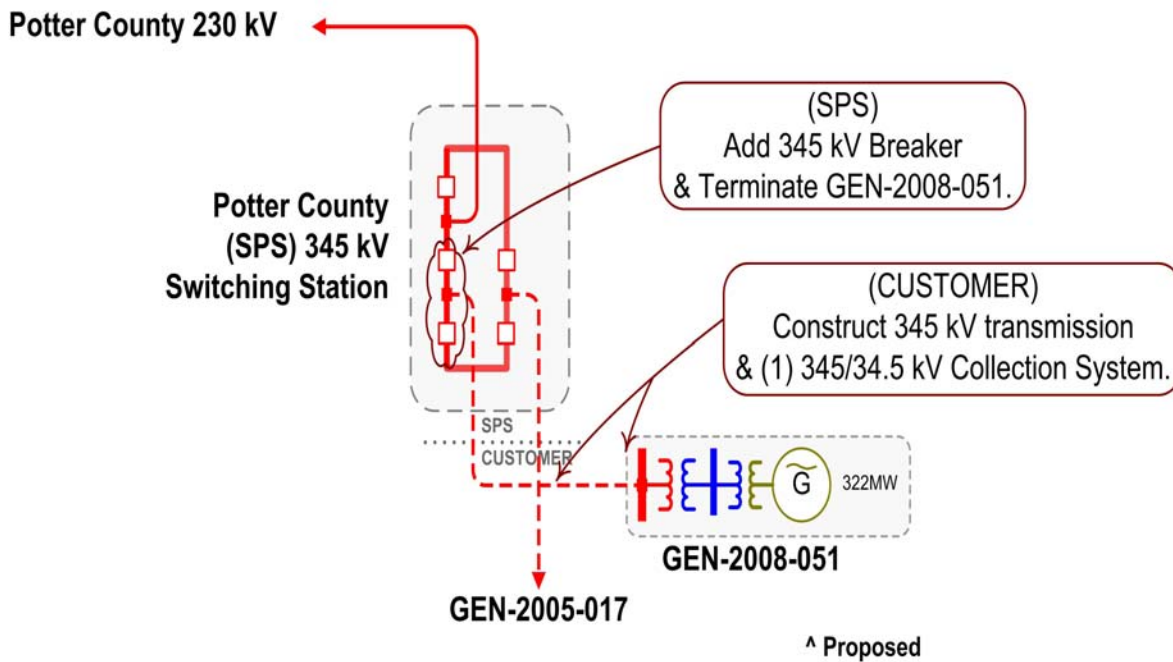 Potter County 230 kV
(SPS)
Add 345 kV Breaker
& Terminate GEN-2008-051.
Potter County
(SPS) 345 kV
Switching Station
(CUSTOMER)
Construct 345 kV transmission
& (1) 345/34.5 kV Collection System.
SPS
CUSTOMER
G
322MW
GEN-2008-051
GEN-2005-017
^ Proposed